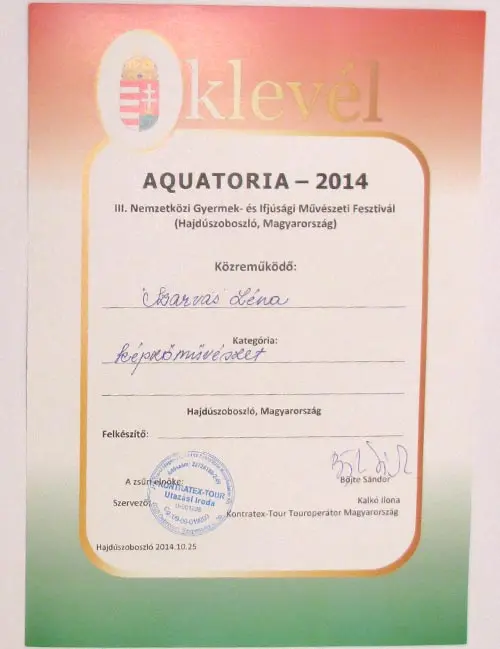 Oklevél
AQUATORIA – 2014
III. Nemzetközi Gyermek- és Ifjúsági Művészeti Fesztivál
(Hajdúszoboszló, Magyarország)
Közreműködő:
Szarvas Léna
Kategória:
képzőművészet
Hajdúszoboszló, Magyarország
Felkészítő:
Böjte Sándor
A zsűri elnöke:
KONTRATEX-TOUR
Utazási Iroda
Szervező:
Kalkó Ilona
Kontratex-Tour Touroperátor Magyarország
Hajdúszoboszló 2014.10.25